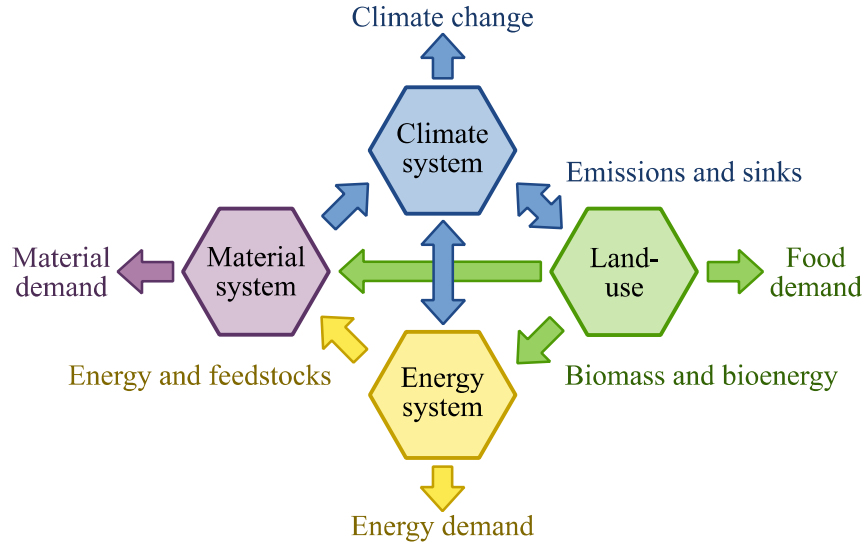 Climate change
Climate
system
Emissions and sinks
Material
demand
Material
system
Land-
use
Food
demand
Energy and feedstocks
Energy
system
Biomass and bioenergy
Energy demand